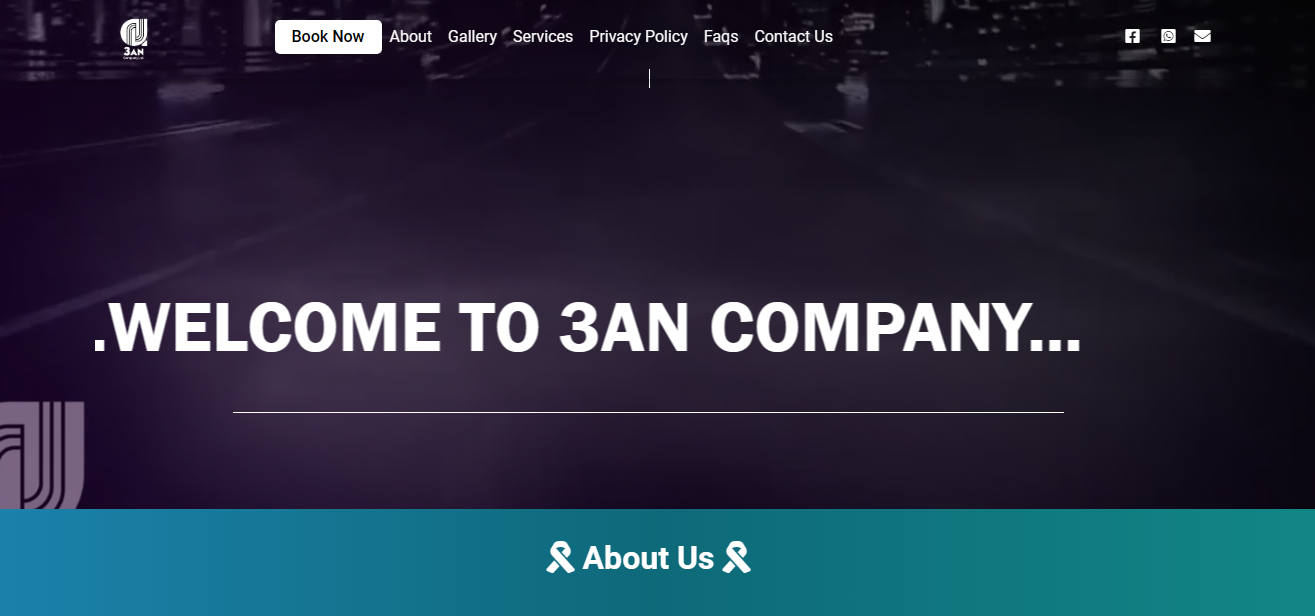 3AN
Book Now About Gallery Services Privacy Policy Faqs Contact Us
.WELCOME TO 3AN COMPANY...
About Us